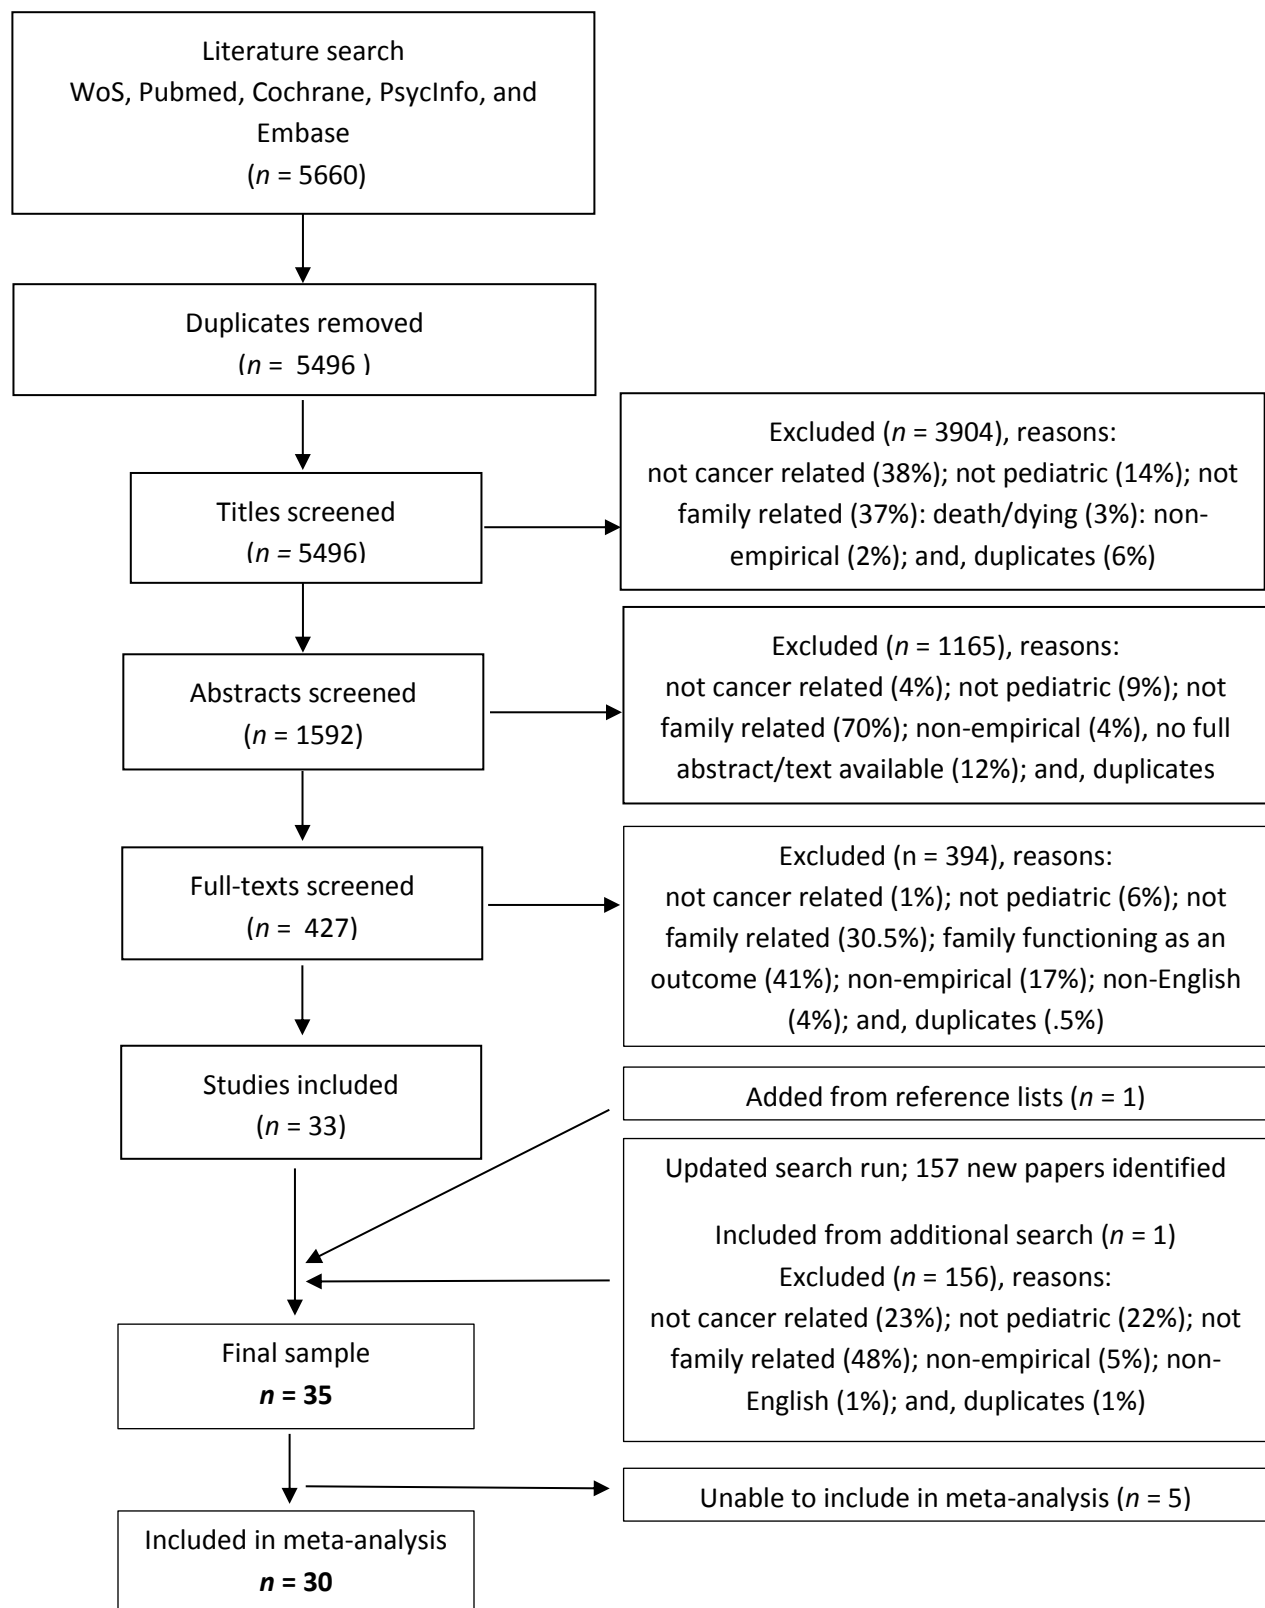 Literature search
WoS, Pubmed, Cochrane, PsycInfo, and
Embase
(n = 5660)
Duplicates removed
(n = 5496 )
Titles screened
(n = 5496)
Excluded (n = 3904), reasons:
not cancer related (38%); not pediatric (14%); not
family related (37%): death/dying (3%): non-
empirical (2%); and, duplicates (6%)
Abstracts screened
(n = 1592)
Excluded (n = 1165), reasons:
not cancer related (4%); not pediatric (9%); not
family related (70%); non-empirical (4%), no full
abstract/text available (12%); and, duplicates
Full-texts screened
(n = 427)
Excluded (n = 394), reasons:
not cancer related (1%); not pediatric (6%); not
family related (30.5%); family functioning as an
outcome (41%); non-empirical (17%); non-English
(4%); and, duplicates (.5%)
Studies included
(n = 33)
Added from reference lists (n = 1)
Updated search run; 157 new papers identified
Included from additional search (n = 1)
Excluded (n = 156), reasons:
not cancer related (23%); not pediatric (22%); not
family related (48%); non-empirical (5%); non-
English (1%); and, duplicates (1%)
Final sample
n = 35
Unable to include in meta-analysis (n = 5)
Included in meta-analysis
n = 30